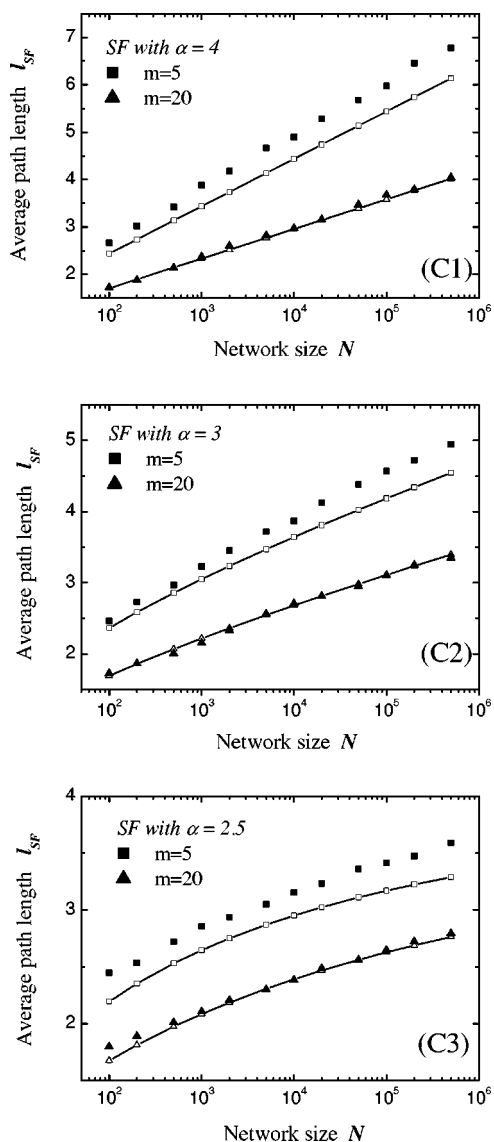 SF with α = 4
■ m=5
▲ m=20
Average path length l_SF
7
6
5
4
3
2
(C1)
10^2 10^3 10^4 10^5 10^6
Network size N
SF with α = 3
■ m=5
▲ m=20
Average path length l_SF
5
4
3
2
(C2)
10^2 10^3 10^4 10^5 10^6
Network size N
SF with α = 2.5
■ m=5
▲ m=20
Average path length l_SF
4
3
2
(C3)
10^2 10^3 10^4 10^5 10^6
Network size N